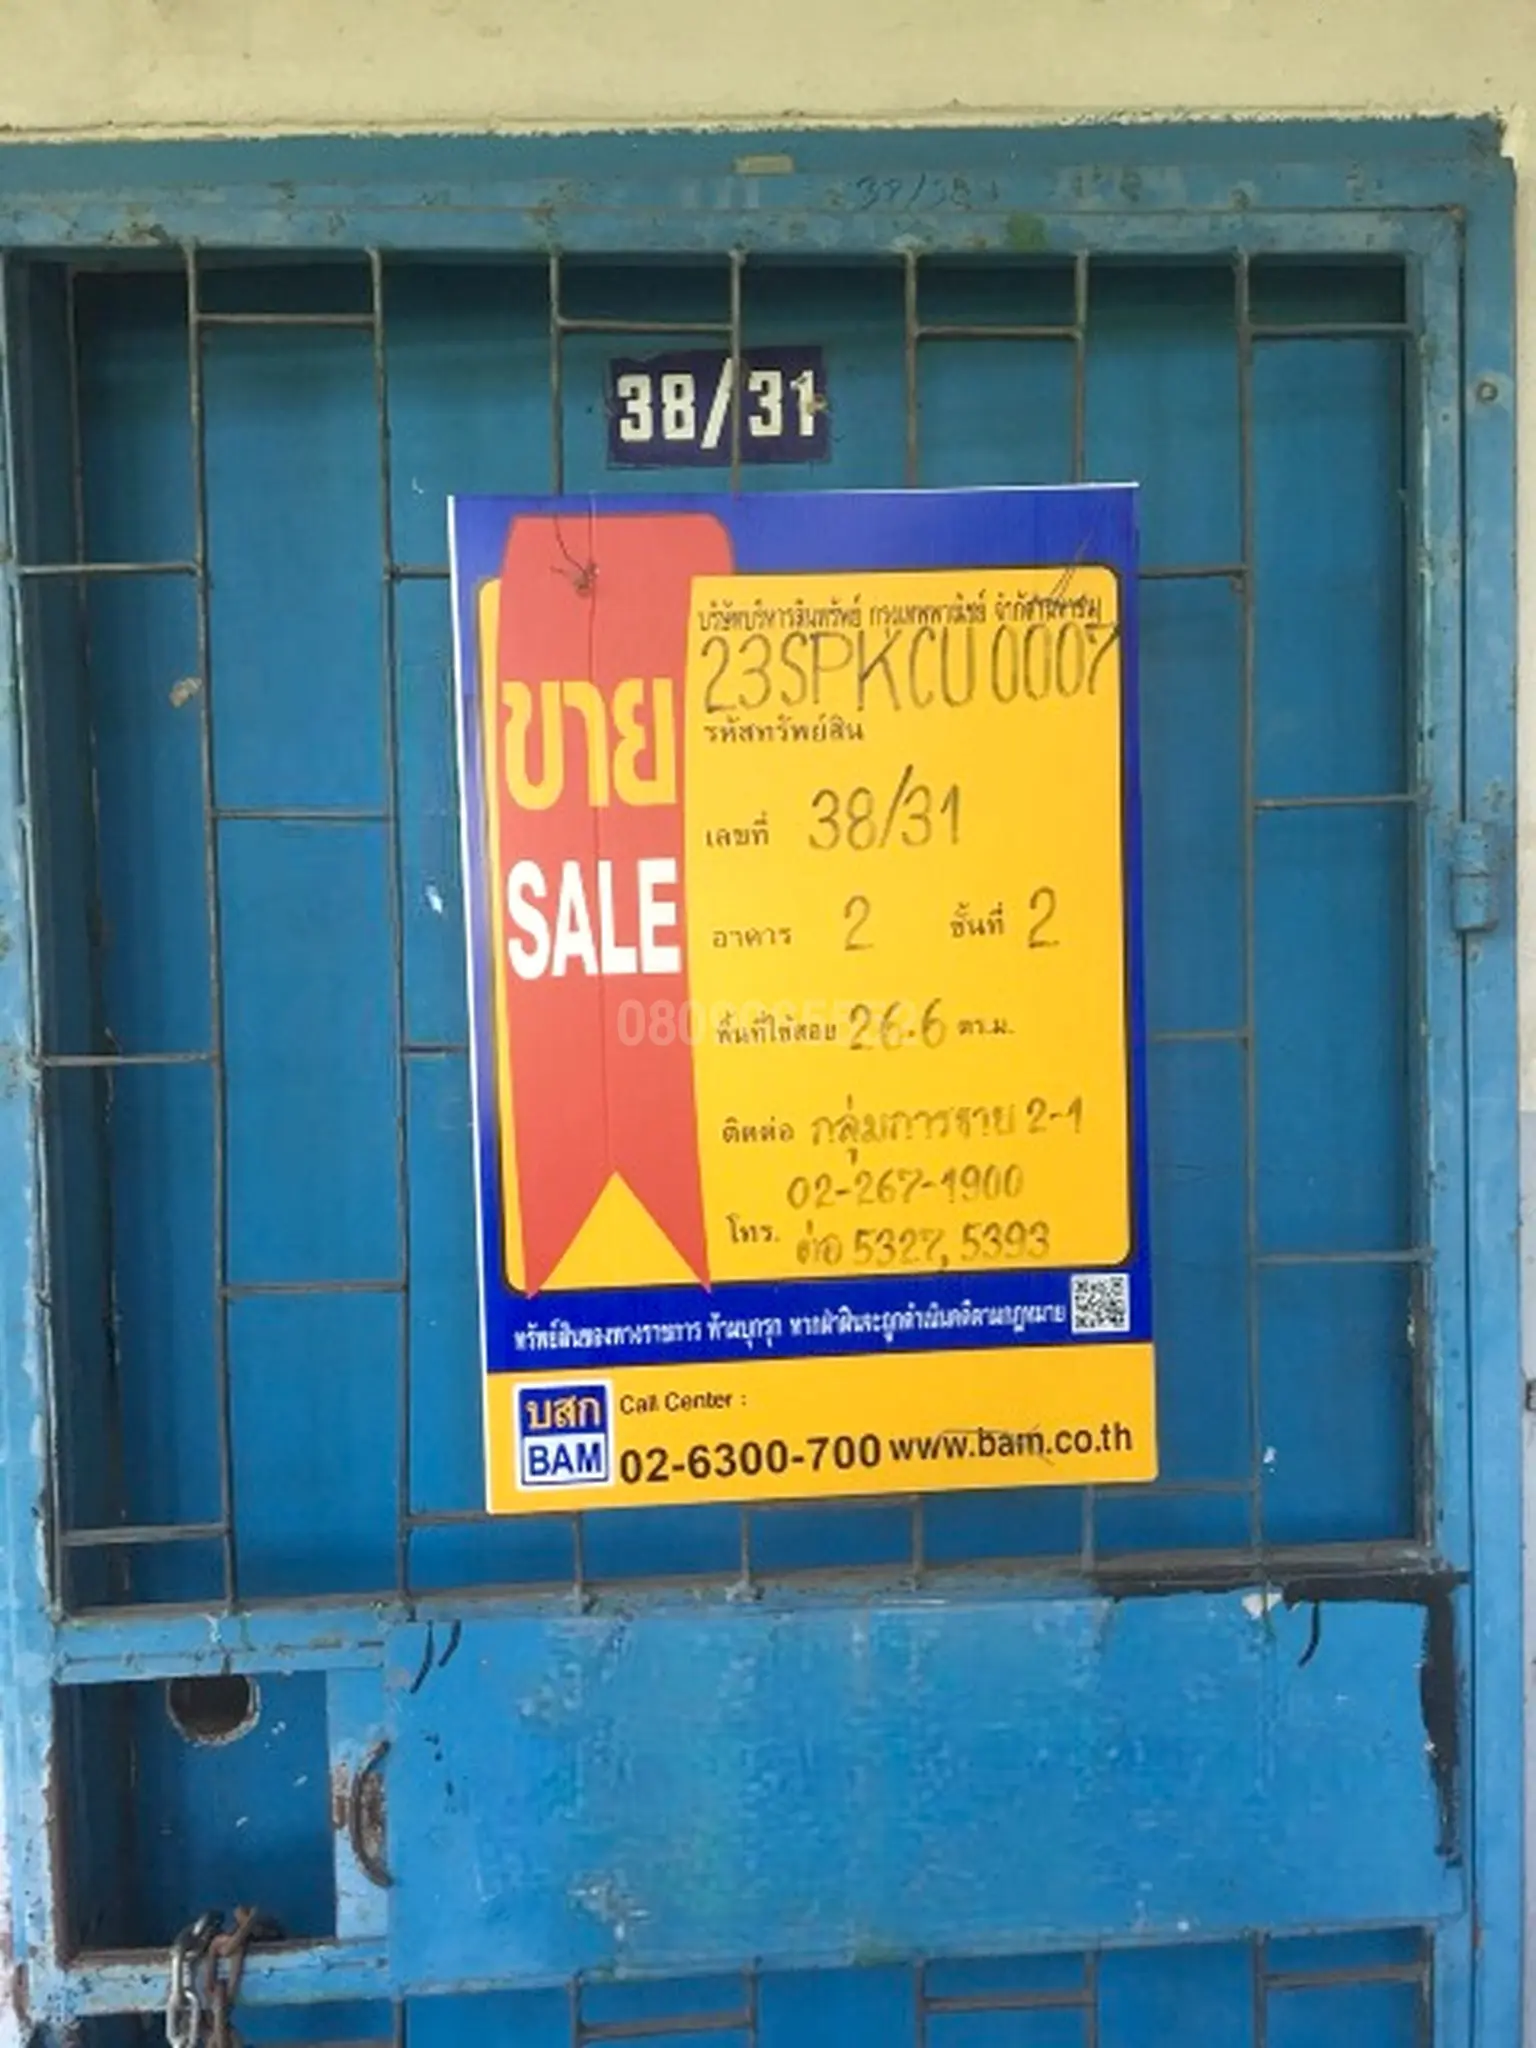 38/31
บริษัทบริหารสินทรัพย์ กรุงเทพพาณิชย์ จำกัด(มหาชน)
23SPKCU0007
รหัสทรัพย์สิน
ขาย
SALE
เลขที่ 38/31
อาคาร 2 ชั้นที่ 2
พื้นที่ใช้สอย 26.6 ตร.ม.
ติดต่อ กลุ่มการขาย 2-1
02-267-1900
โทร. ต่อ 5327, 5393
ทรัพย์สินของทางราชการ ห้ามบุกรุก หากฝ่าฝืนจะถูกดำเนินคดีตามกฎหมาย
บสก
BAM
Call Center :
02-6300-700 www.bam.co.th